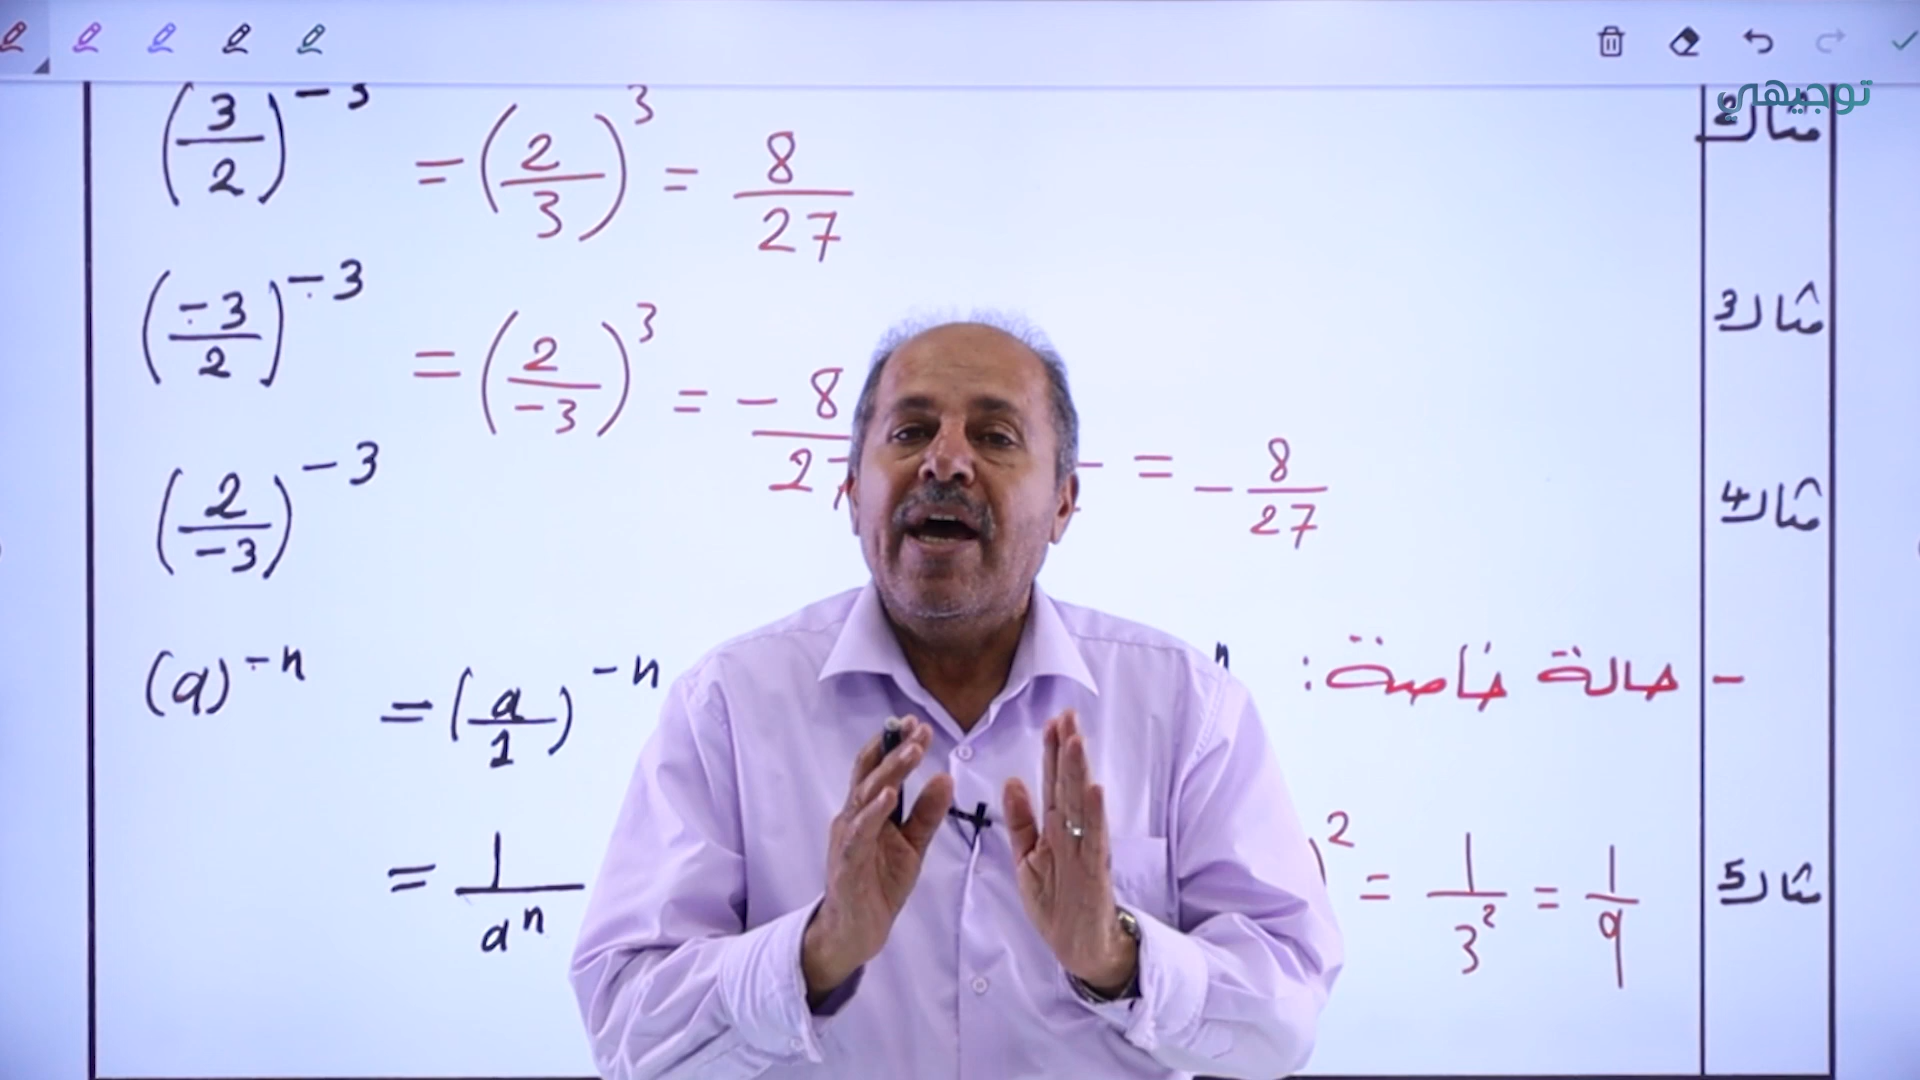 توجيهي
مثال2 (3/2)^-3 = (2/3)^3 = 8/27
مثال3 (-3/2)^-3 = (2/-3)^3 = -8/27
مثال4 (2/-3)^-3 = -8/27
- حالة خاصة: (a)^-n = (a/1)^-n n
= 1/a^n
مثال5 )^2 = 1/3^2 = 1/9